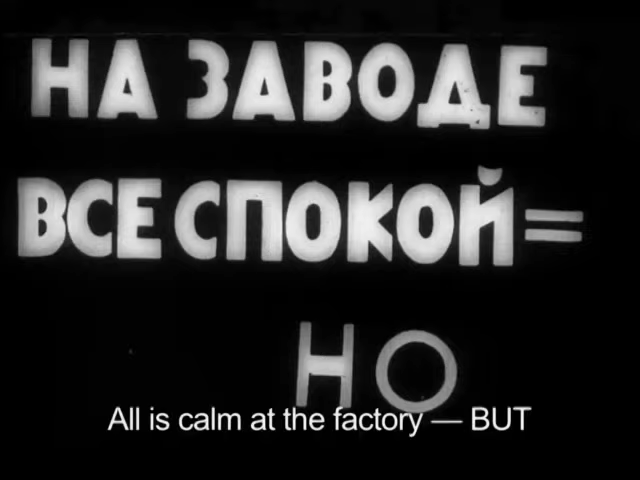 НА ЗАВОДЕ
ВСЕ СПОКОЙ=
НО
All is calm at the factory — BUT